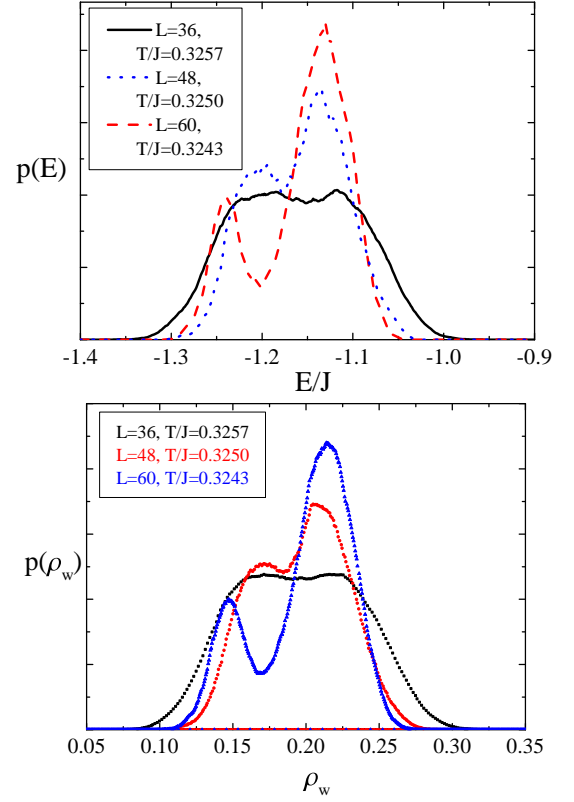 L=36,
T/J=0.3257
L=48,
T/J=0.3250
L=60,
T/J=0.3243
p(E)
-1.4 -1.3 -1.2 -1.1 -1.0 -0.9
E/J
L=36, T/J=0.3257
L=48, T/J=0.3250
L=60, T/J=0.3243
p(ρw)
0.05 0.10 0.15 0.20 0.25 0.30 0.35
ρw